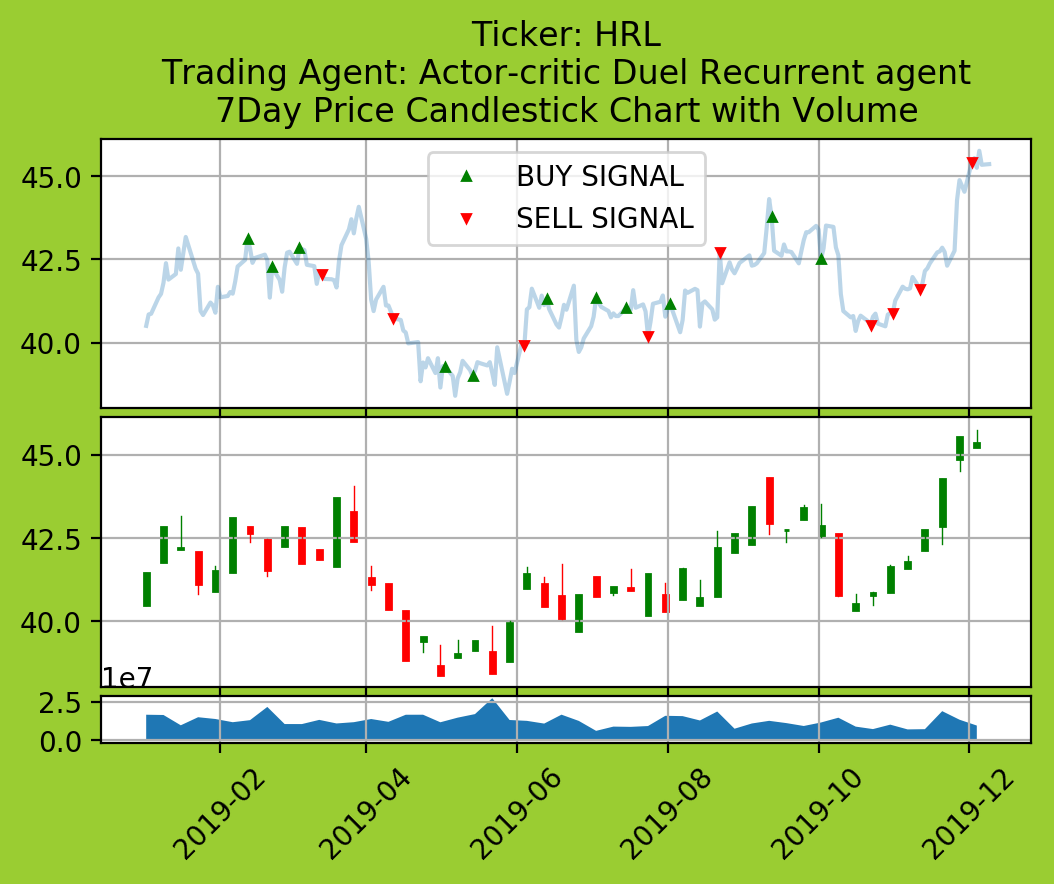 Ticker: HRL
Trading Agent: Actor-critic Duel Recurrent agent
7Day Price Candlestick Chart with Volume
BUY SIGNAL
SELL SIGNAL
45.0
42.5
40.0
45.0
42.5
40.0
1e7
2.5
0.0
2019-02
2019-04
2019-06
2019-08
2019-10
2019-12